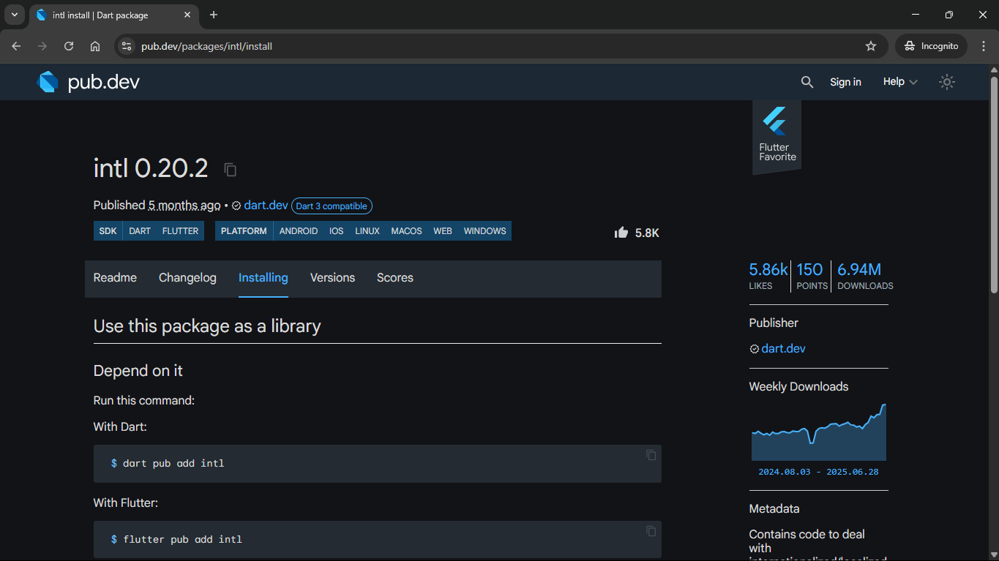 intl install | Dart package
pub.dev/packages/intl/install
Incognito
pub.dev
Sign in
Help
Flutter
Favorite
intl 0.20.2
Published 5 months ago • dart.dev Dart 3 compatible
SDK DART FLUTTER PLATFORM ANDROID IOS LINUX MACOS WEB WINDOWS
5.8K
Readme Changelog Installing Versions Scores
Use this package as a library
Depend on it
Run this command:
With Dart:
$ dart pub add intl
With Flutter:
$ flutter pub add intl
5.86k 150 6.94M
LIKES POINTS DOWNLOADS
Publisher
dart.dev
Weekly Downloads
2024.08.03 - 2025.06.28
Metadata
Contains code to deal
with